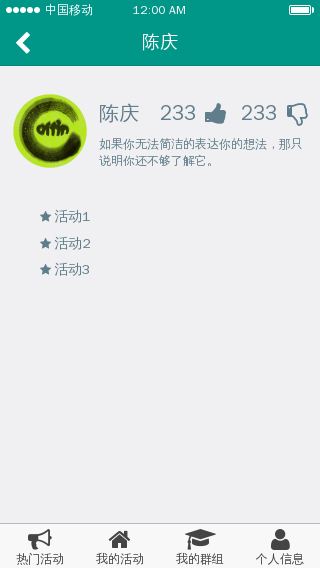 中国移动 12:00 AM
陈庆
offin
陈庆 233 233
如果你无法简洁的表达你的想法，那只
说明你还不够了解它。
活动1
活动2
活动3
热门活动 我的活动 我的群组 个人信息